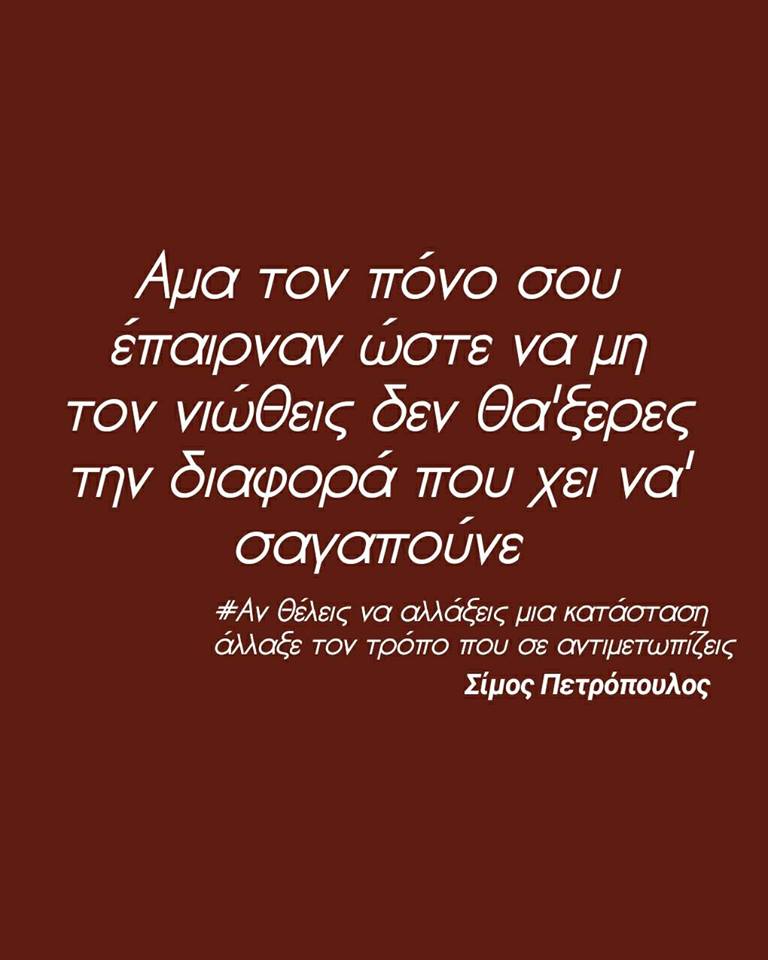 Αμα τον πόνο σου
έπαιρναν ώστε να μη
τον νιώθεις δεν θα'ξερες
την διαφορά που χει να'
σαγαπούνε
#Αν θέλεις να αλλάξεις μια κατάσταση
άλλαξε τον τρόπο που σε αντιμετωπίζεις
Σίμος Πετρόπουλος